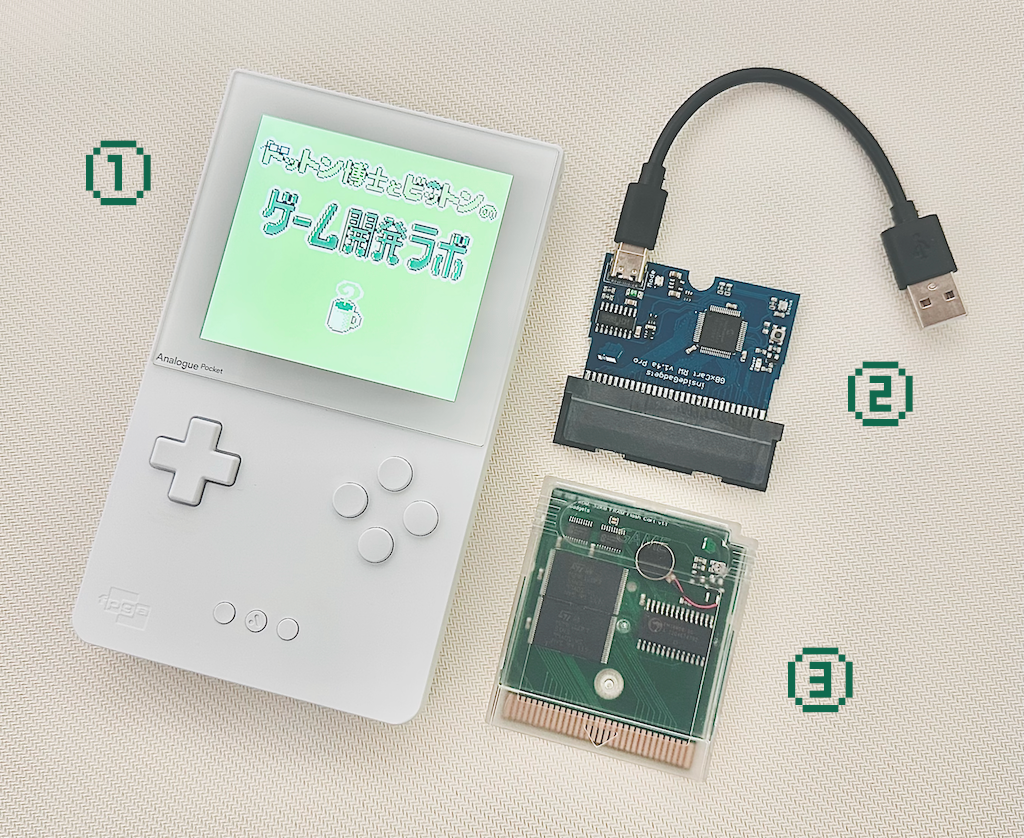 ①
ドットン博士とビットンの
ゲーム開発ラボ
Analogue Pocket
Mode
insideGadgets
GBxCart RW v1.4a Pro
②
③